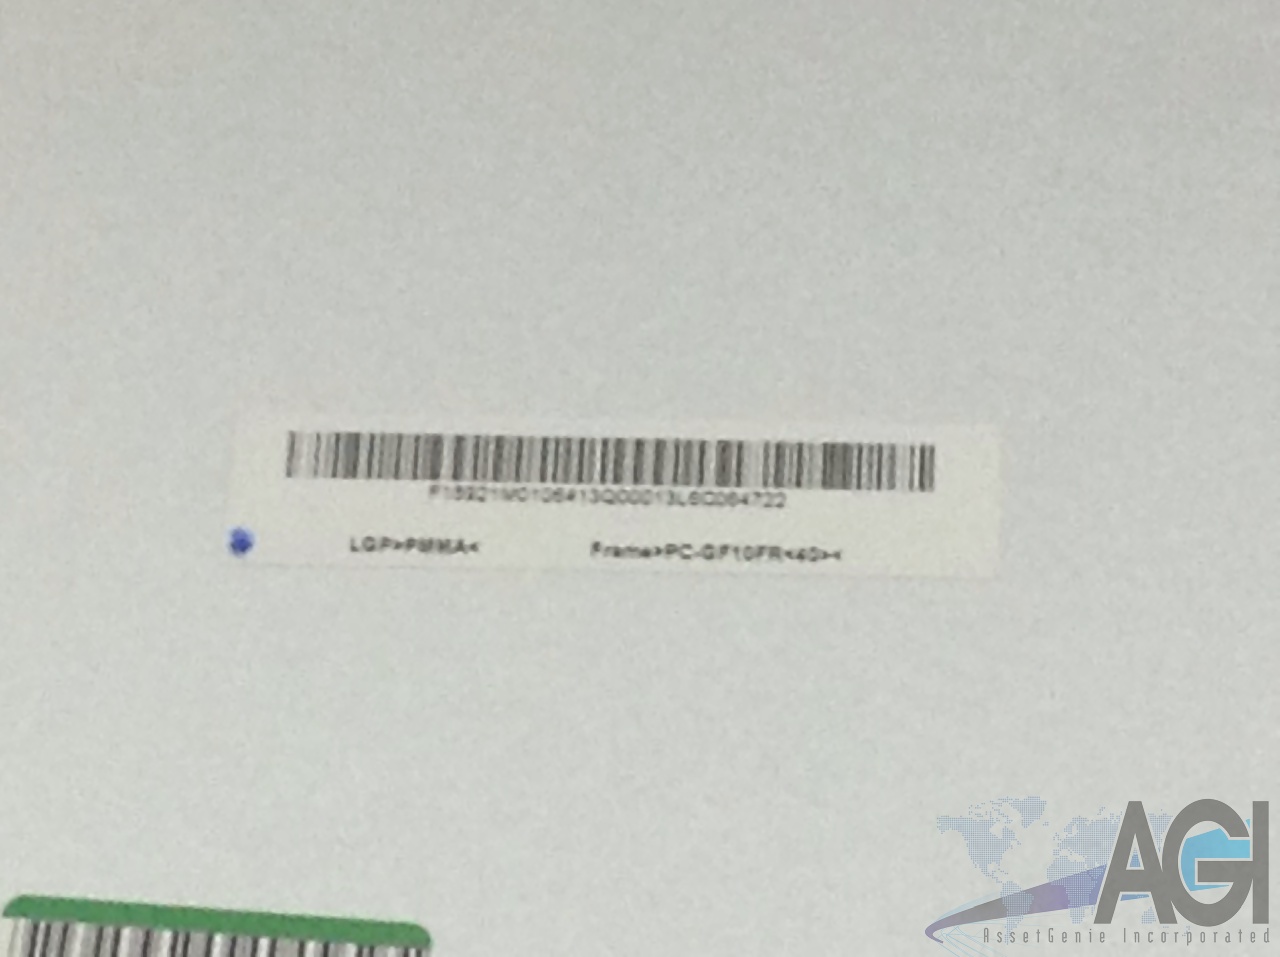 LGP>PMMA< Frame>PC-GF10FR<40><
AGI
AssetGenie Incorporated